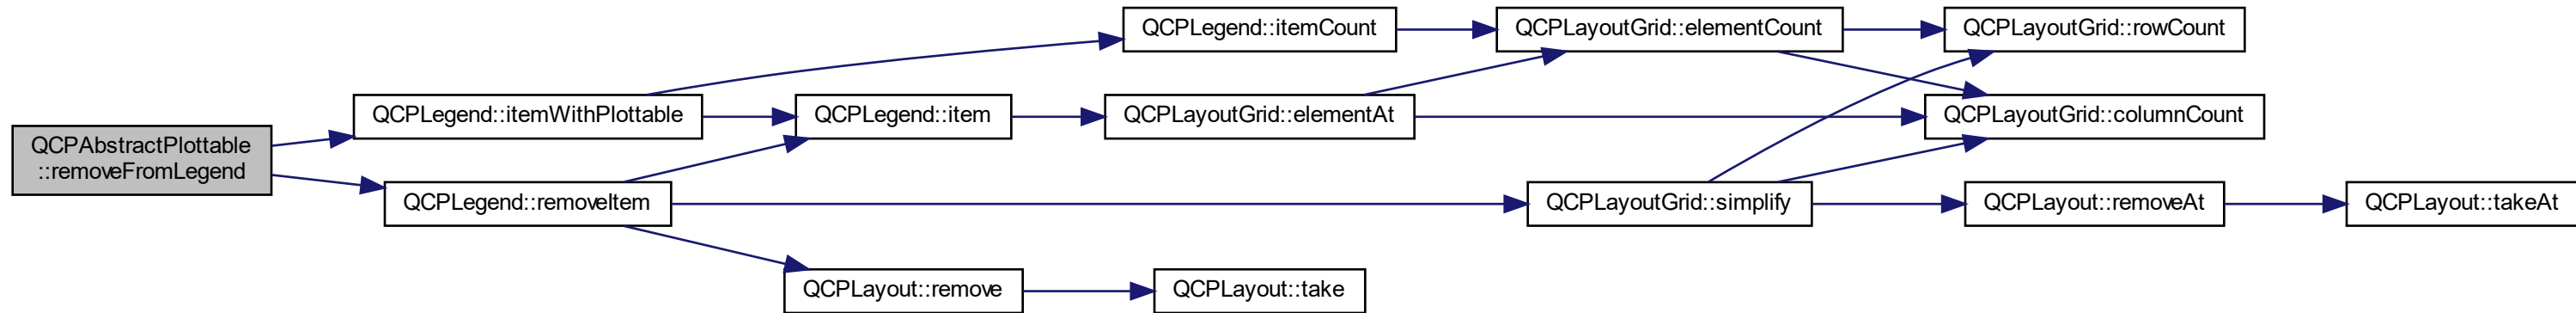 QCPAbstractPlottable
::removeFromLegend
QCPLegend::itemWithPlottable
QCPLegend::removeItem
QCPLegend::itemCount
QCPLegend::item
QCPLayout::remove
QCPLayoutGrid::elementCount
QCPLayoutGrid::elementAt
QCPLayoutGrid::simplify
QCPLayout::take
QCPLayoutGrid::rowCount
QCPLayoutGrid::columnCount
QCPLayout::removeAt
QCPLayout::takeAt